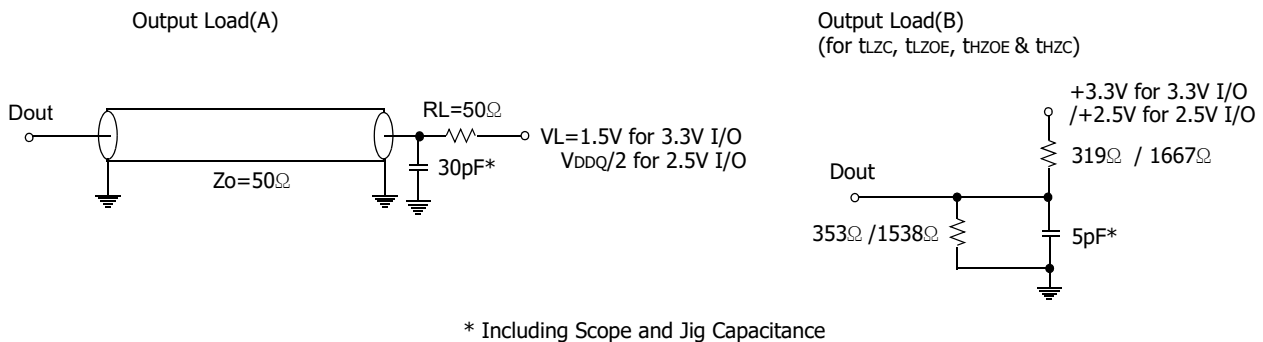 Output Load(A)
Dout
Zo=50Ω
RL=50Ω
30pF*
VL=1.5V for 3.3V I/O
VDDQ/2 for 2.5V I/O
Output Load(B)
(for tLZC, tLZOE, tHZOE & tHZC)
+3.3V for 3.3V I/O
/+2.5V for 2.5V I/O
319Ω / 1667Ω
Dout
353Ω /1538Ω
5pF*
* Including Scope and Jig Capacitance